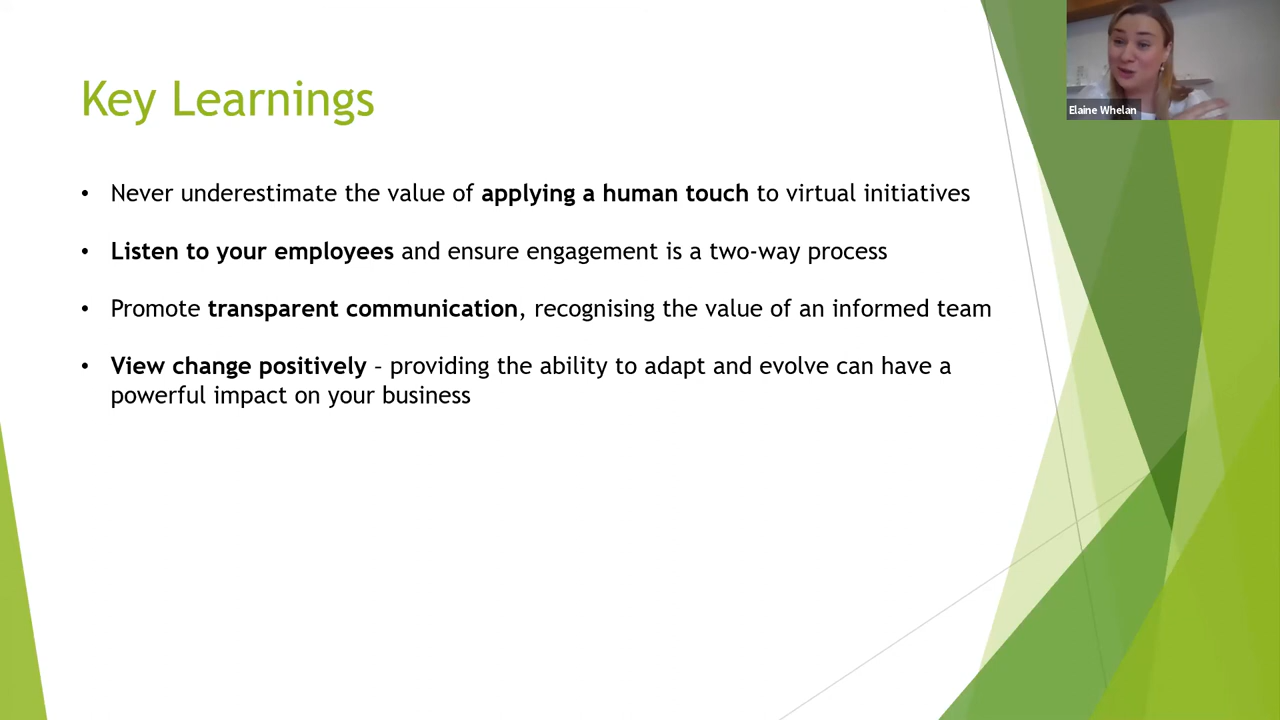 Key Learnings
Elaine Whelan
• Never underestimate the value of applying a human touch to virtual initiatives
• Listen to your employees and ensure engagement is a two-way process
• Promote transparent communication, recognising the value of an informed team
• View change positively – providing the ability to adapt and evolve can have a
powerful impact on your business